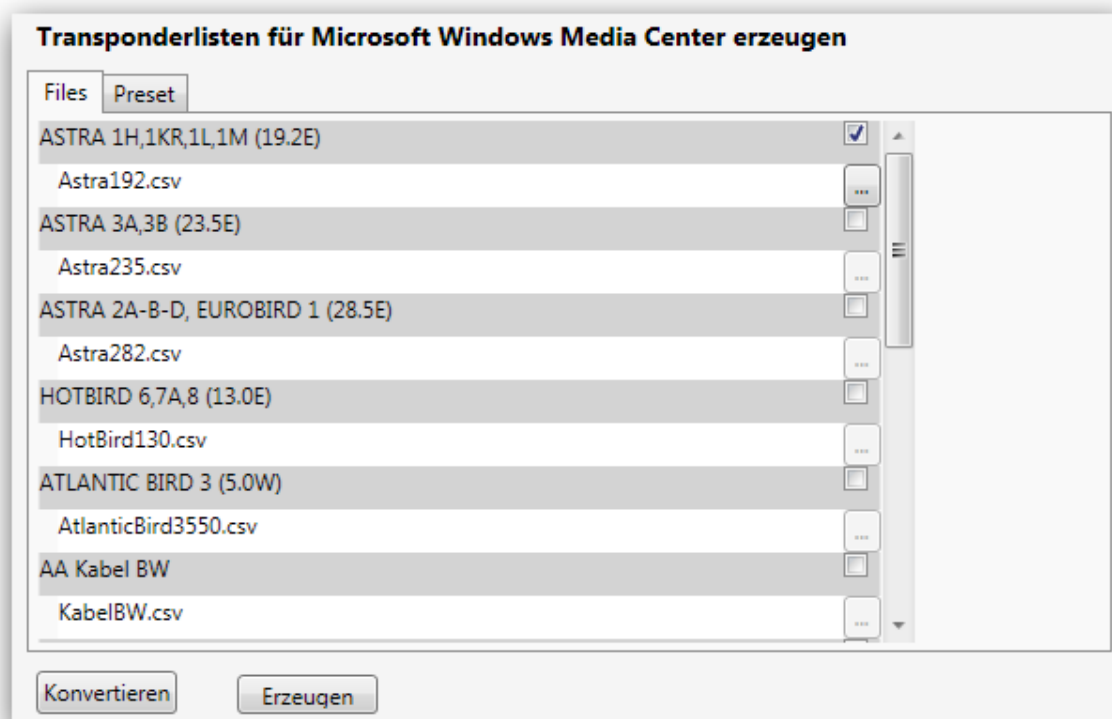 Transponderlisten für Microsoft Windows Media Center erzeugen
Files Preset
ASTRA 1H,1KR,1L,1M (19.2E)
Astra192.csv ...
ASTRA 3A,3B (23.5E)
Astra235.csv ...
ASTRA 2A-B-D, EUROBIRD 1 (28.5E)
Astra282.csv ...
HOTBIRD 6,7A,8 (13.0E)
HotBird130.csv ...
ATLANTIC BIRD 3 (5.0W)
AtlanticBird3550.csv ...
AA Kabel BW
KabelBW.csv ...
Konvertieren Erzeugen